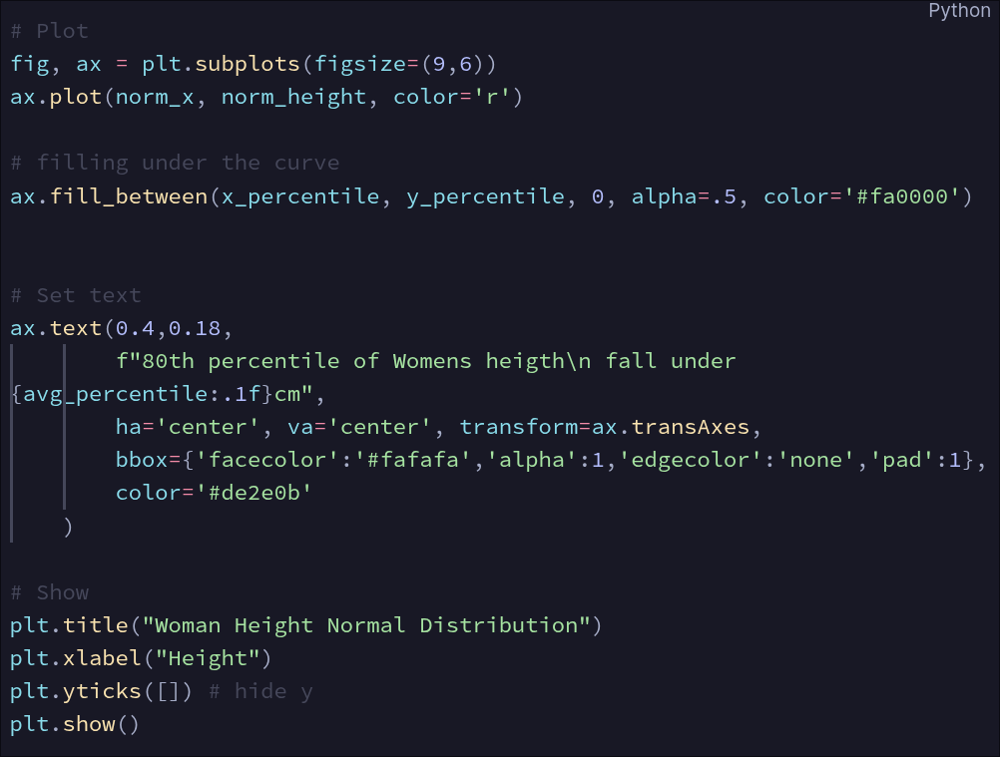 Python
# Plot
fig, ax = plt.subplots(figsize=(9,6))
ax.plot(norm_x, norm_height, color='r')
# filling under the curve
ax.fill_between(x_percentile, y_percentile, 0, alpha=.5, color='#fa0000')
# Set text
ax.text(0.4,0.18,
f"80th percentile of Womens heigth\n fall under
{avg_percentile:.1f}cm",
ha='center', va='center', transform=ax.transAxes,
bbox={'facecolor':'#fafafa','alpha':1,'edgecolor':'none','pad':1},
color='#de2e0b'
)
# Show
plt.title("Woman Height Normal Distribution")
plt.xlabel("Height")
plt.yticks([]) # hide y
plt.show()